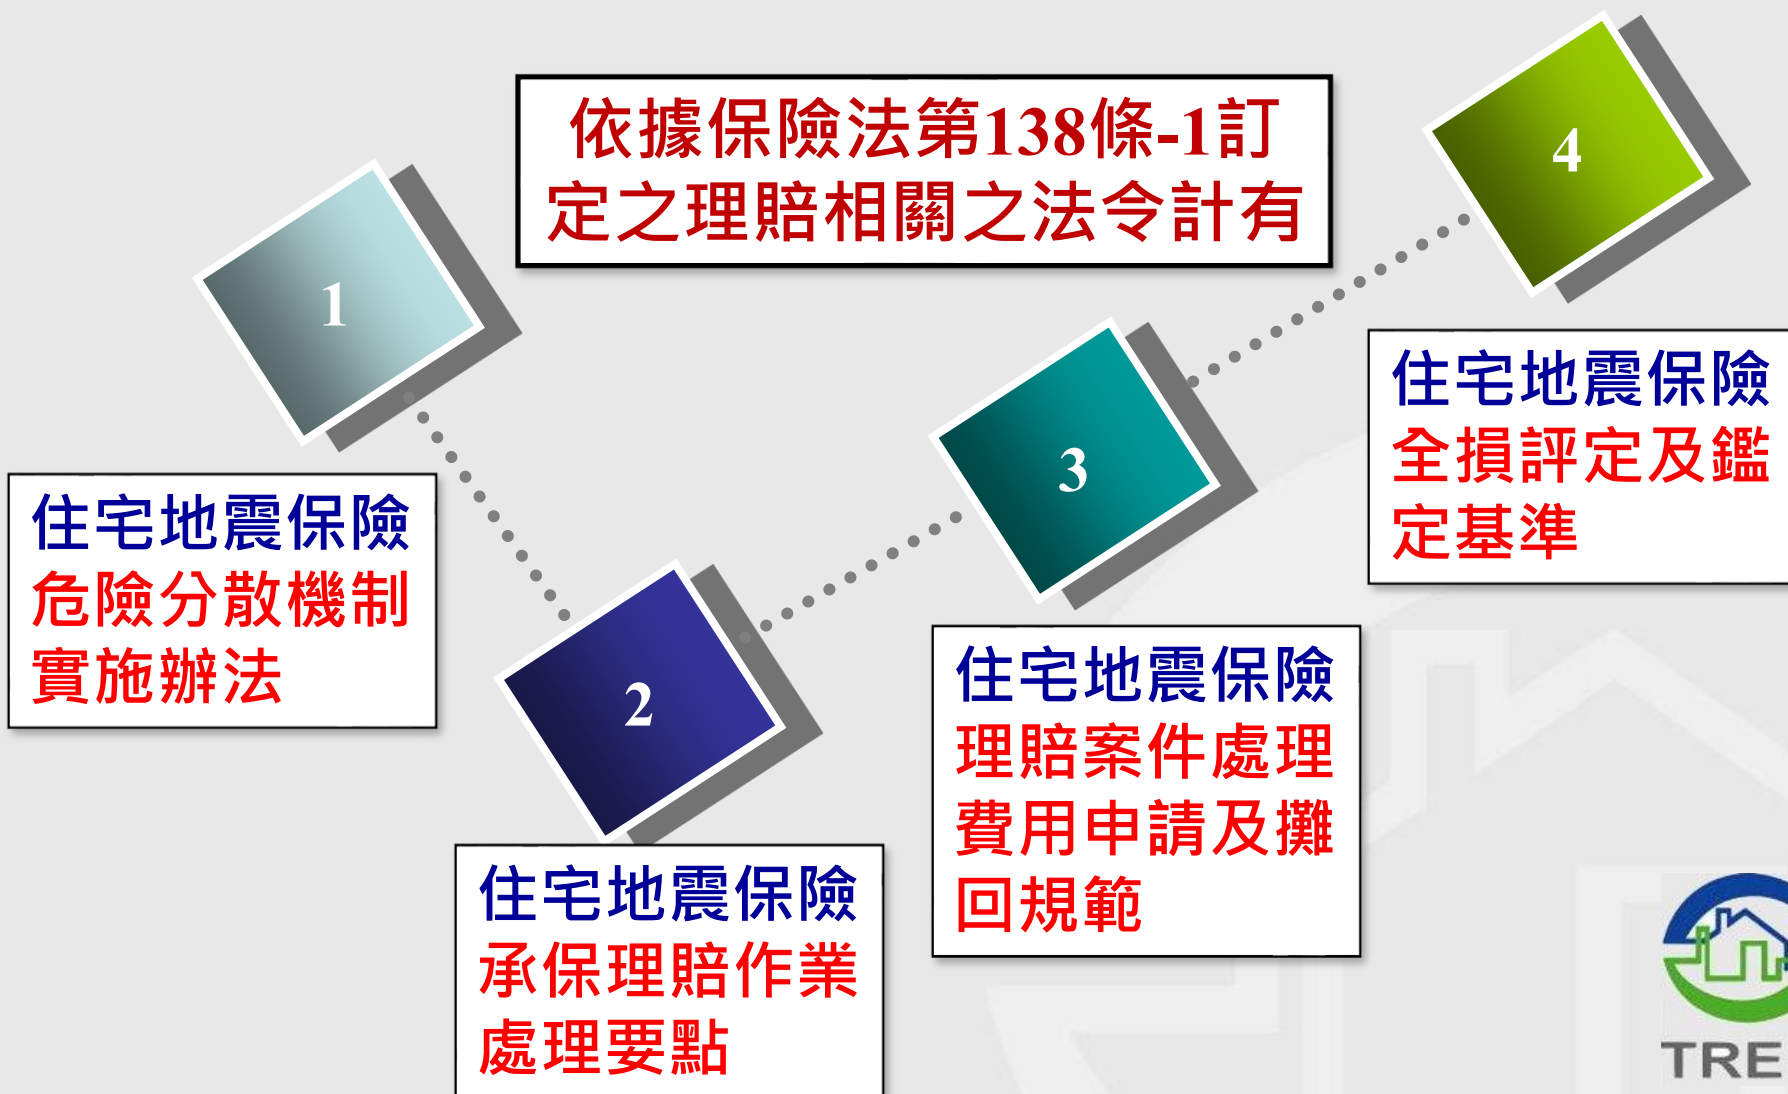 依據保險法第138條-1訂
定之理賠相關之法令計有
1
住宅地震保險
危險分散機制
實施辦法
2
住宅地震保險
承保理賠作業
處理要點
3
住宅地震保險
理賠案件處理
費用申請及攤
回規範
4
住宅地震保險
全損評定及鑑
定基準
TRE